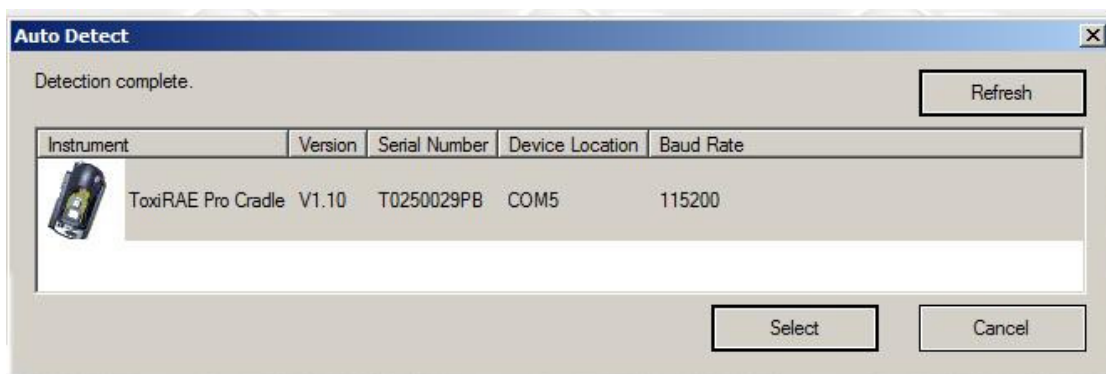 Auto Detect
Detection complete.
Refresh
Instrument Version Serial Number Device Location Baud Rate
ToxiRAE Pro Cradle V1.10 T0250029PB COM5 115200
Select Cancel